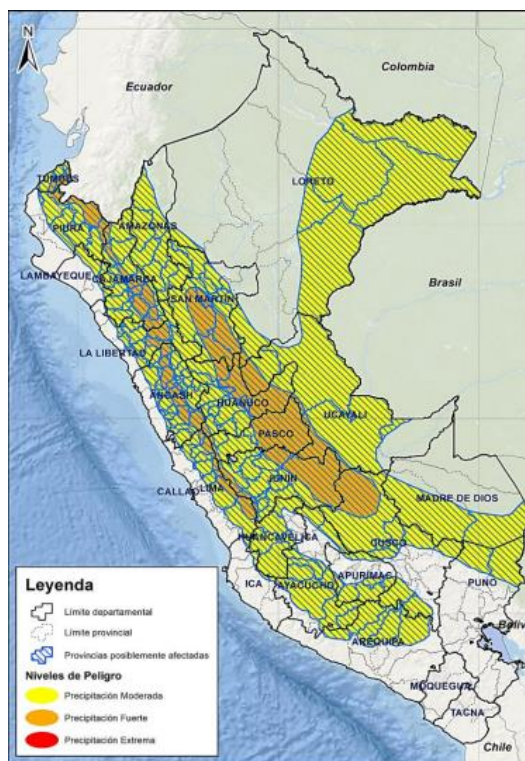 N
Ecuador
Colombia
LORETO
TUMBES
PIURA
AMAZONAS
LAMBAYEQUE
CAJAMARCA
SAN MARTIN
Brasil
LA LIBERTAD
ANCASH
HUANUCO
UCAYALI
PASCO
JUNIN
CALLAO
LIMA
MADRE DE DIOS
HUANCAVELICA
CUSCO
ICA
AYACUCHO
APURIMAC
PUNO
AREQUIPA
MOQUEGUA
TACNA
Chile
Leyenda
Límite departamental
Límite provincial
Provincias posiblemente afectadas
Niveles de Peligro
Precipitación Moderada
Precipitación Fuerte
Precipitación Extrema